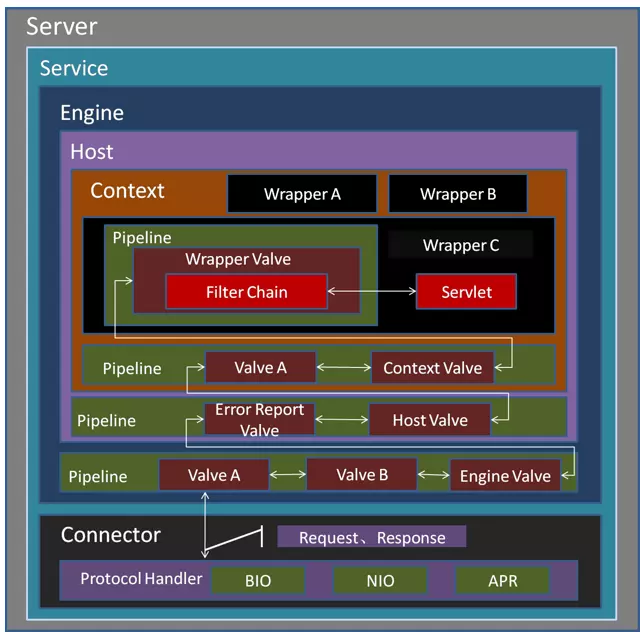 Server
Service
Engine
Host
Context
Wrapper A
Wrapper B
Pipeline
Wrapper C
Wrapper Valve
Filter Chain
Servlet
Pipeline
Valve A
Context Valve
Pipeline
Error Report
Valve
Host Valve
Pipeline
Valve A
Valve B
Engine Valve
Connector
Request、Response
Protocol Handler
BIO
NIO
APR